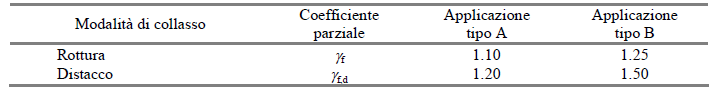 Modalità di collasso Coefficiente parziale Applicazione tipo A Applicazione tipo B
Rottura γf 1.10 1.25
Distacco γf,d 1.20 1.50